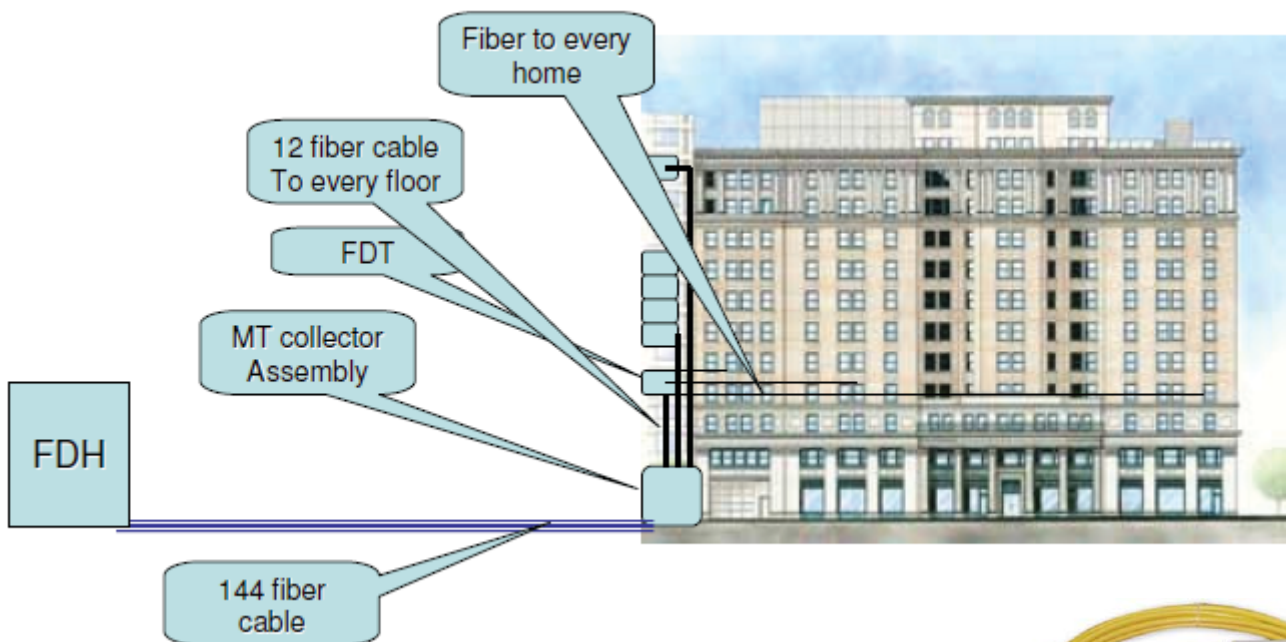 Fiber to every
home
12 fiber cable
To every floor
FDT
MT collector
Assembly
FDH
144 fiber
cable